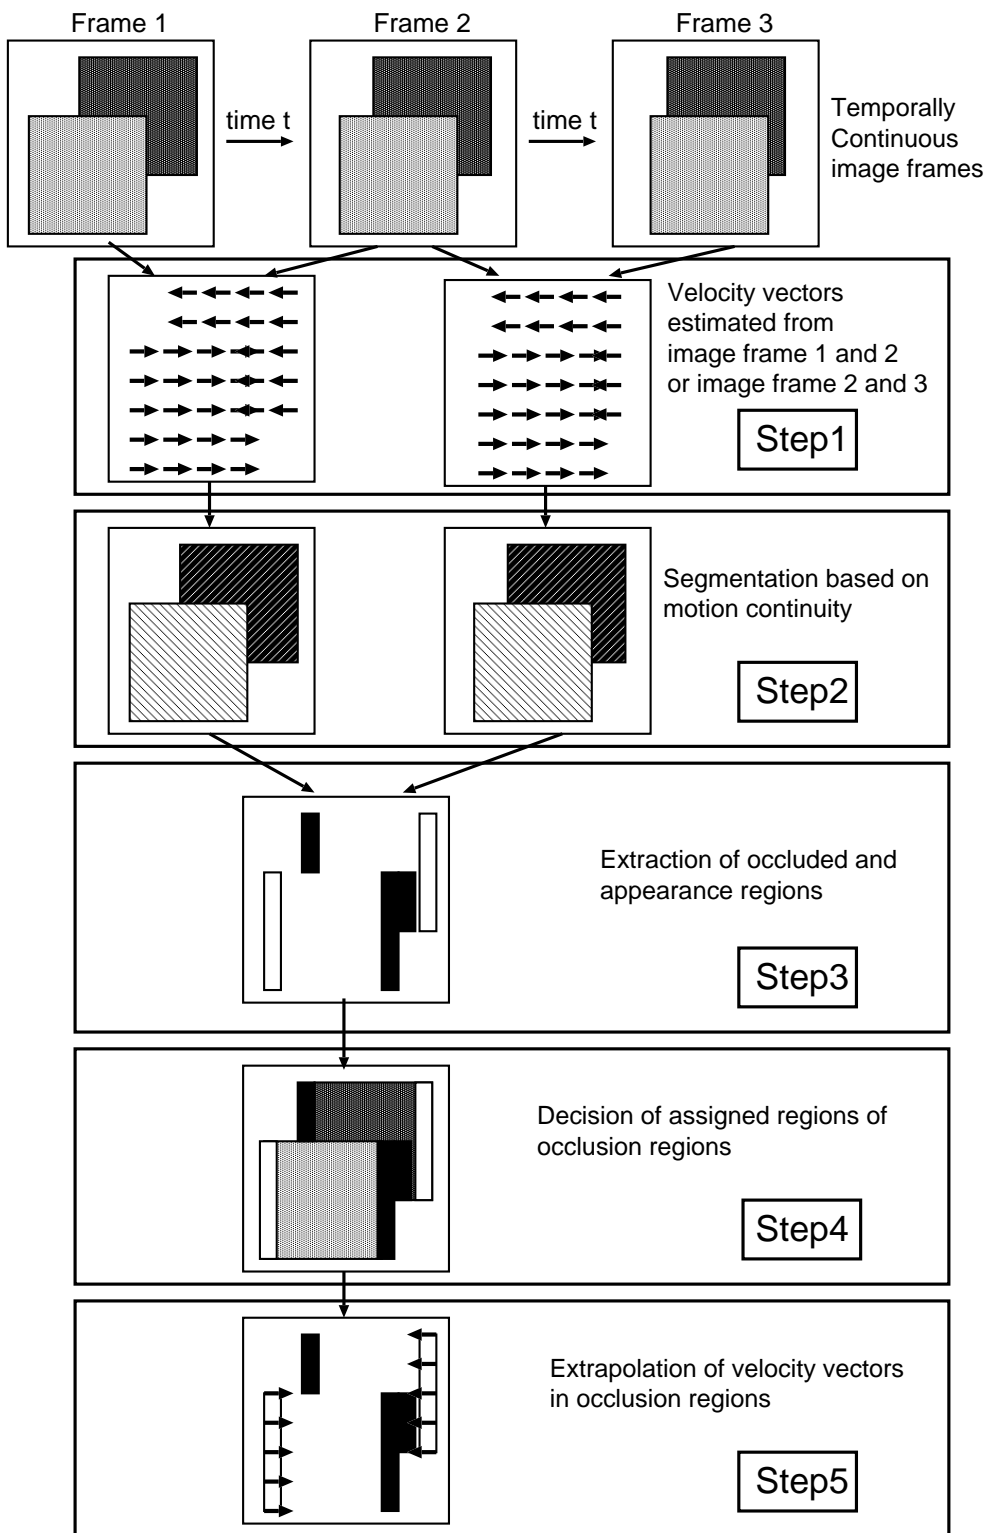 Frame 1
Frame 2
Frame 3
time t
time t
Temporally
Continuous
image frames
Velocity vectors
estimated from
image frame 1 and 2
or image frame 2 and 3
Step1
Segmentation based on
motion continuity
Step2
Extraction of occluded and
appearance regions
Step3
Decision of assigned regions of
occlusion regions
Step4
Extrapolation of velocity vectors
in occlusion regions
Step5